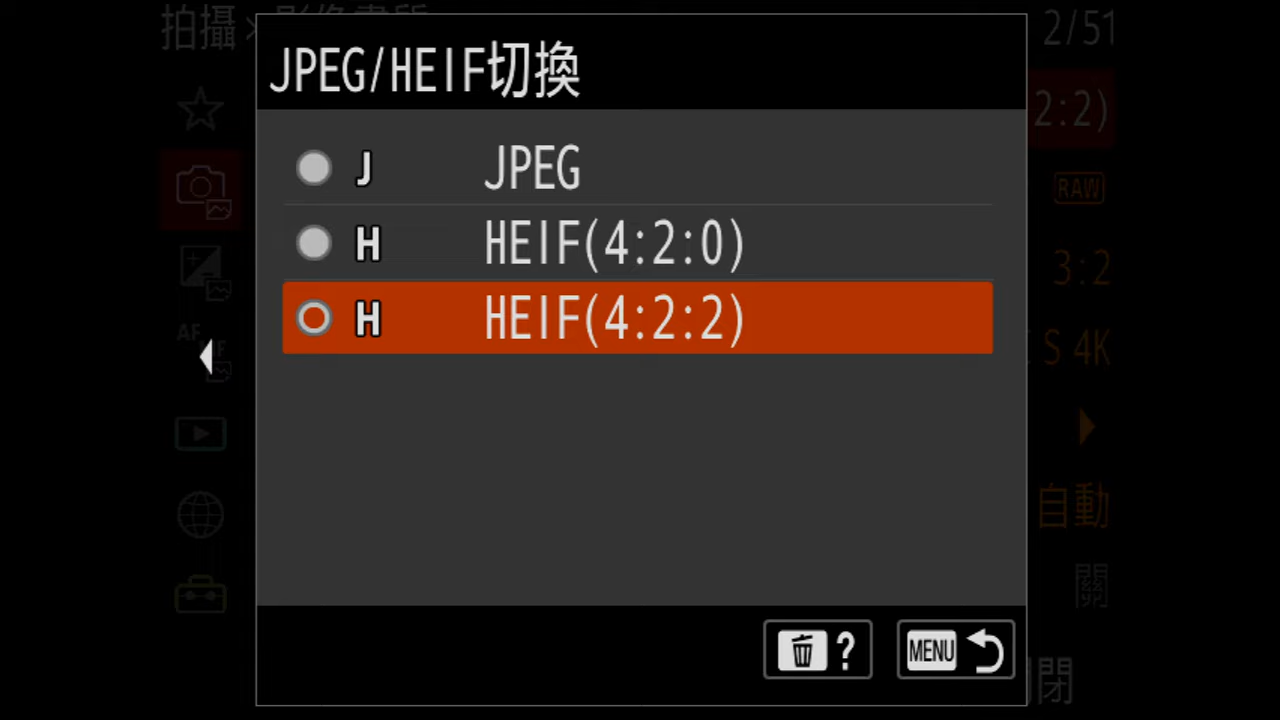 拍攝
2/51
JPEG/HEIF切換
2:2)
J JPEG
RAW
H HEIF(4:2:0)
3:2
H HEIF(4:2:2)
S 4K
AF
自動
關
? MENU
閉